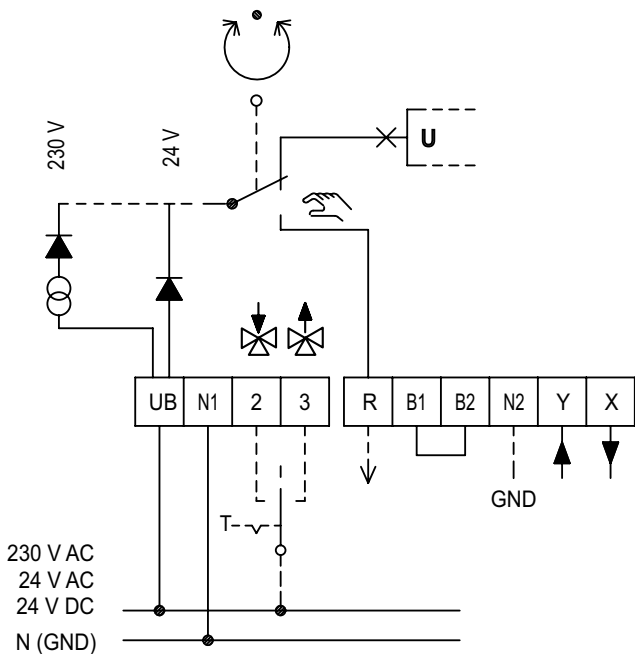 230 V
24 V
U
UB N1 2 3 R B1 B2 N2 Y X
GND
T
230 V AC
24 V AC
24 V DC
N (GND)